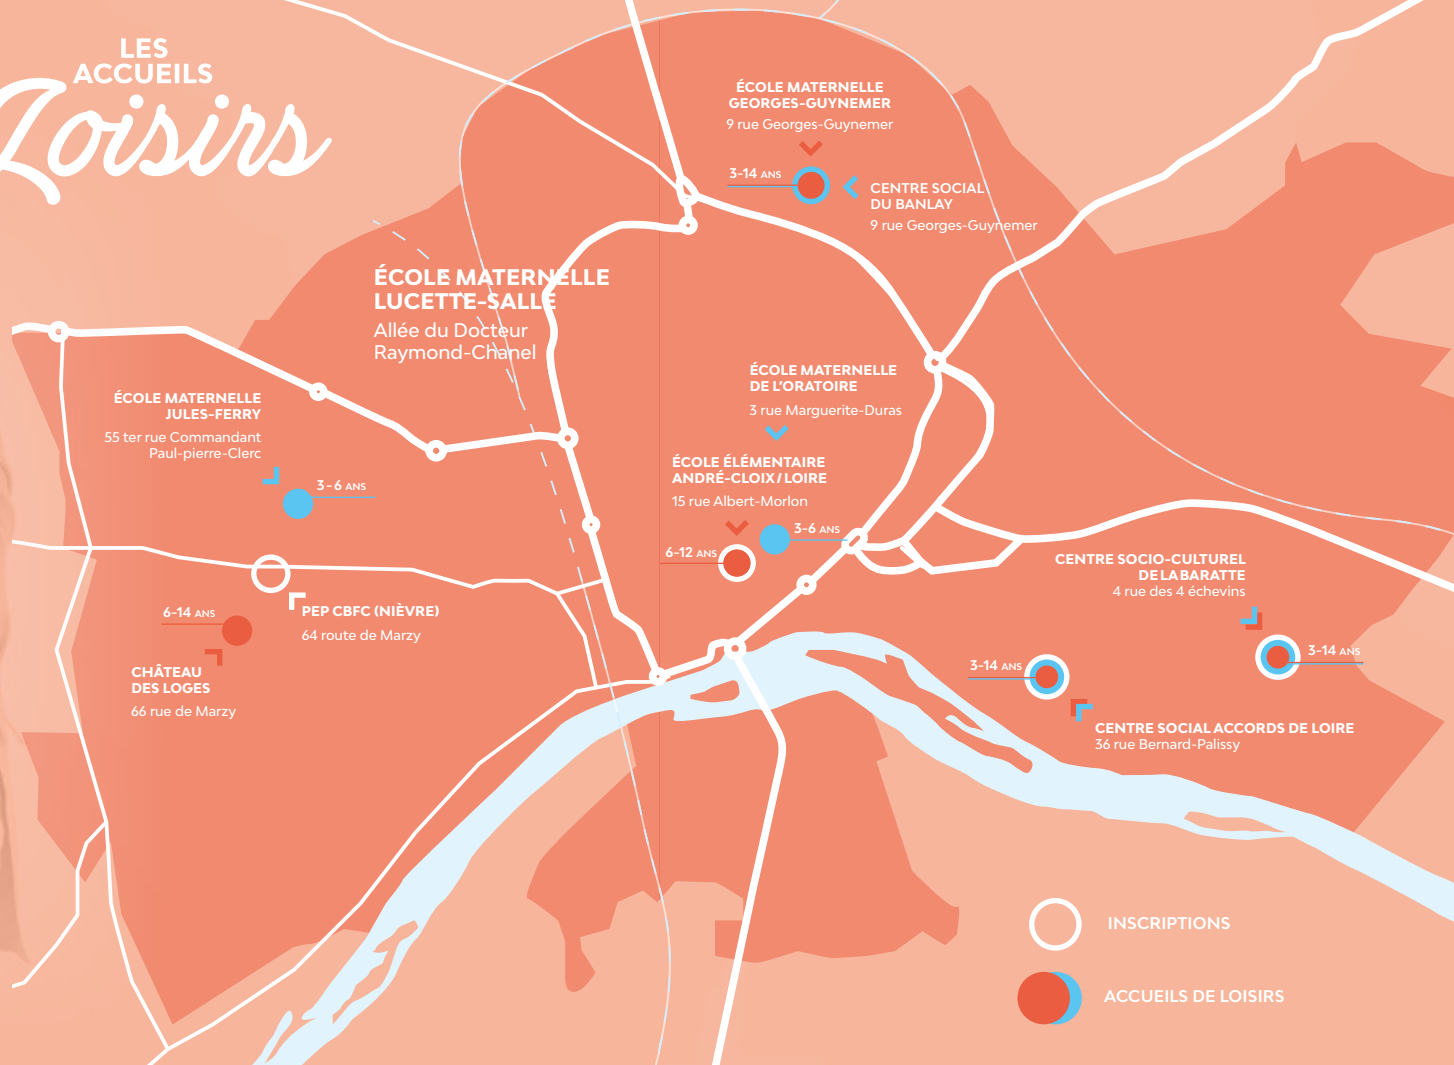 LES
ACCUEILS
Loisirs
ÉCOLE MATERNELLE
GEORGES-GUYNEMER
9 rue Georges-Guynemer
3-14 ANS
CENTRE SOCIAL
DU BANLAY
9 rue Georges-Guynemer
ÉCOLE MATERNELLE
LUCETTE-SALLE
Allée du Docteur
Raymond-Chanel
ÉCOLE MATERNELLE
JULES-FERRY
55 ter rue Commandant
Paul-pierre-Clerc
3-6 ANS
ÉCOLE MATERNELLE
DE L'ORATOIRE
3 rue Marguerite-Duras
ÉCOLE ÉLÉMENTAIRE
ANDRÉ-CLOIX/LOIRE
15 rue Albert-Morlon
3-6 ANS
6-12 ANS
PEP CBFC (NIÈVRE)
64 route de Marzy
6-14 ANS
CHÂTEAU
DES LOGES
66 rue de Marzy
CENTRE SOCIO-CULTUREL
DE LA BARATTE
4 rue des 4 échevins
3-14 ANS
3-14 ANS
CENTRE SOCIAL ACCORDS DE LOIRE
36 rue Bernard-Palissy
INSCRIPTIONS
ACCUEILS DE LOISIRS